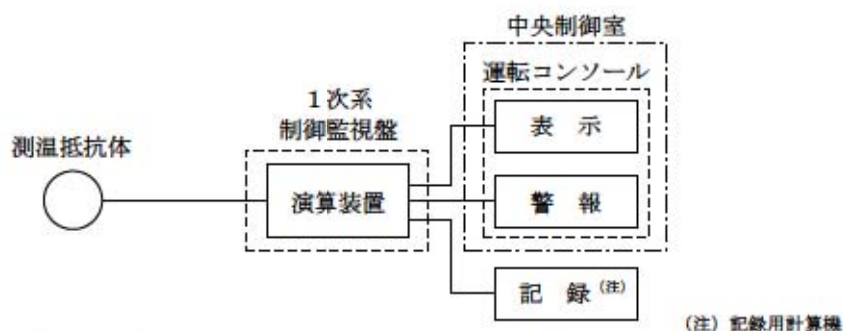 中央制御室
運転コンソール
1次系
制御監視盤
測温抵抗体
表 示
演算装置
警 報
記 録 (注)
(注) 記録用計算機